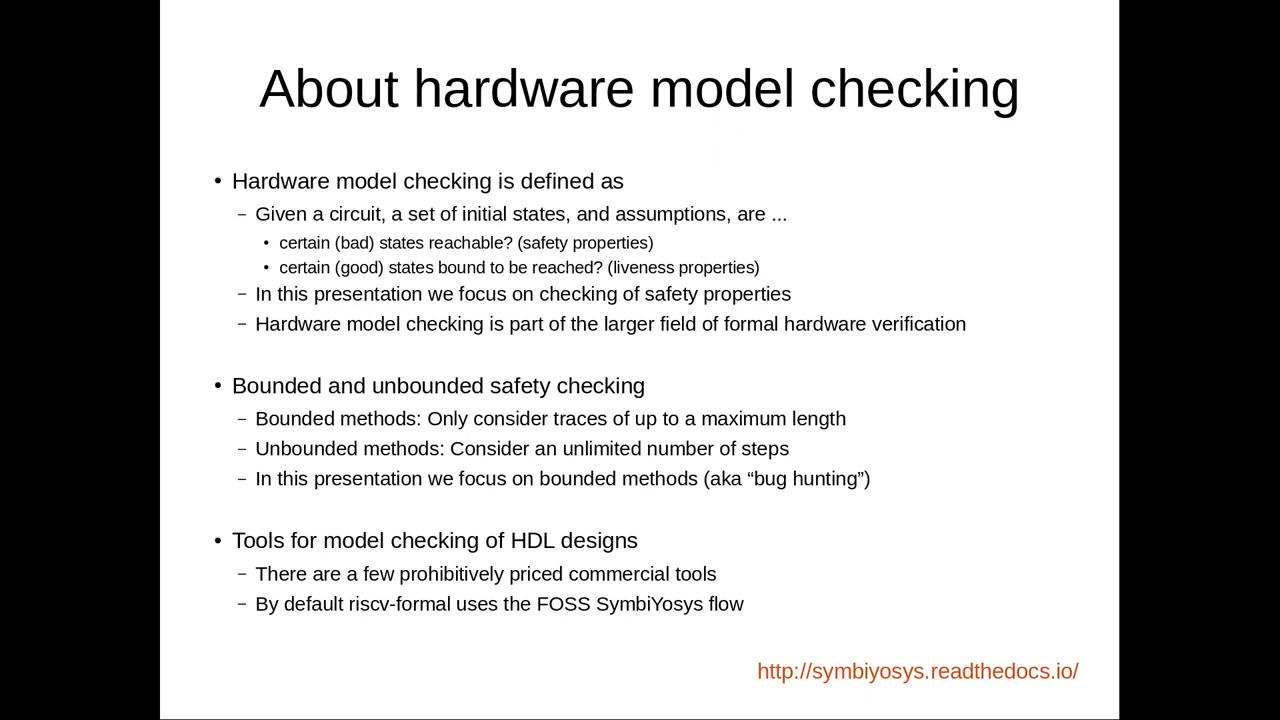 About hardware model checking
• Hardware model checking is defined as
– Given a circuit, a set of initial states, and assumptions, are ...
• certain (bad) states reachable? (safety properties)
• certain (good) states bound to be reached? (liveness properties)
– In this presentation we focus on checking of safety properties
– Hardware model checking is part of the larger field of formal hardware verification
• Bounded and unbounded safety checking
– Bounded methods: Only consider traces of up to a maximum length
– Unbounded methods: Consider an unlimited number of steps
– In this presentation we focus on bounded methods (aka “bug hunting”)
• Tools for model checking of HDL designs
– There are a few prohibitively priced commercial tools
– By default riscv-formal uses the FOSS SymbiYosys flow
http://symbiyosys.readthedocs.io/